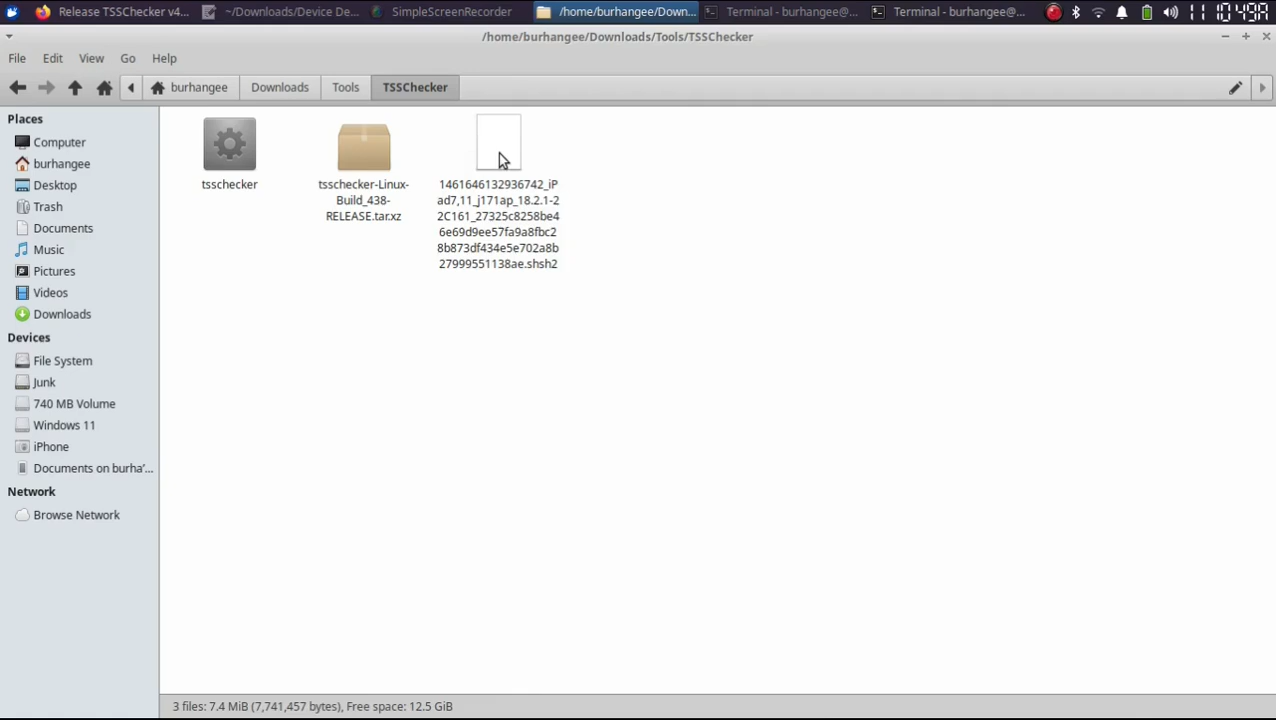 Release TSSChecker v4... ~/Downloads/Device De... SimpleScreenRecorder /home/burhangee/Down... Terminal - burhangee@... Terminal - burhangee@...
/home/burhangee/Downloads/Tools/TSSChecker
File Edit View Go Help
burhangee Downloads Tools TSSChecker
Places
Computer
burhangee
Desktop
Trash
Documents
Music
Pictures
Videos
Downloads
Devices
File System
Junk
740 MB Volume
Windows 11
iPhone
Documents on burha'...
Network
Browse Network
tsschecker
tsschecker-Linux-
Build_438-
RELEASE.tar.xz
1461646132936742_iP
ad7,11_j171ap_18.2.1-2
2C161_27325c8258be4
6e69d9ee57fa9a8fbc2
8b873df434e5e702a8b
27999551138ae.shsh2
3 files: 7.4 MiB (7,741,457 bytes), Free space: 12.5 GiB